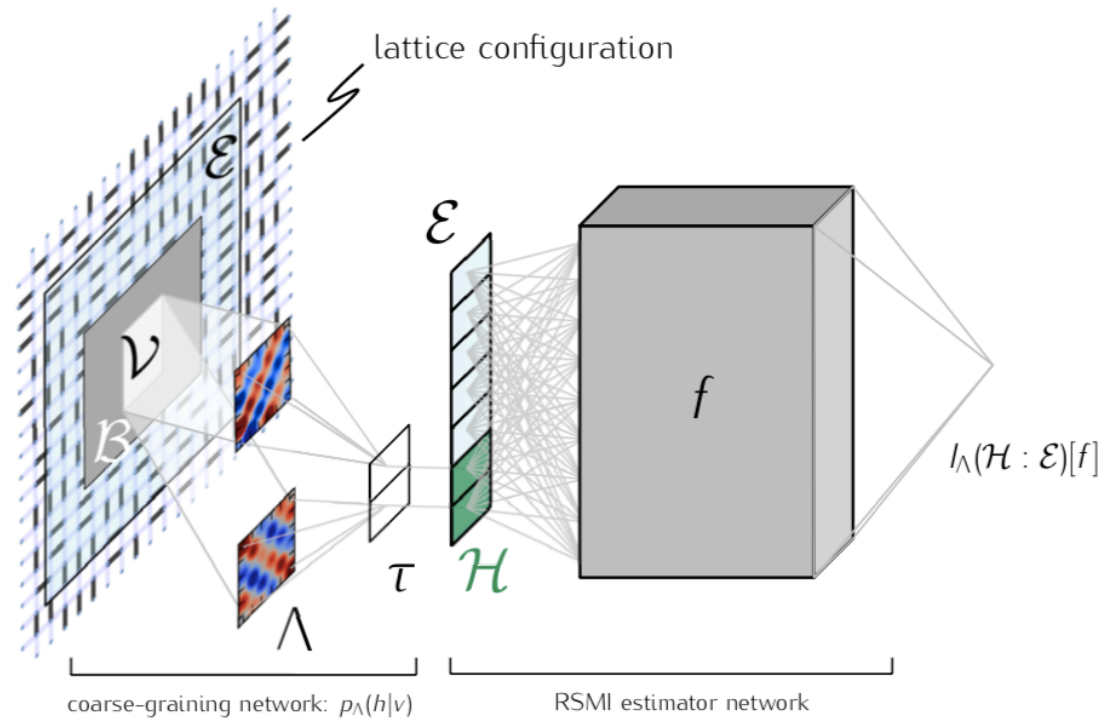 lattice configuration
ℰ
ℰ
𝒱
ℬ
f
I_Λ(ℋ : ℰ)[f]
τ
ℋ
Λ
coarse-graining network: p_Λ(h|v)
RSMI estimator network